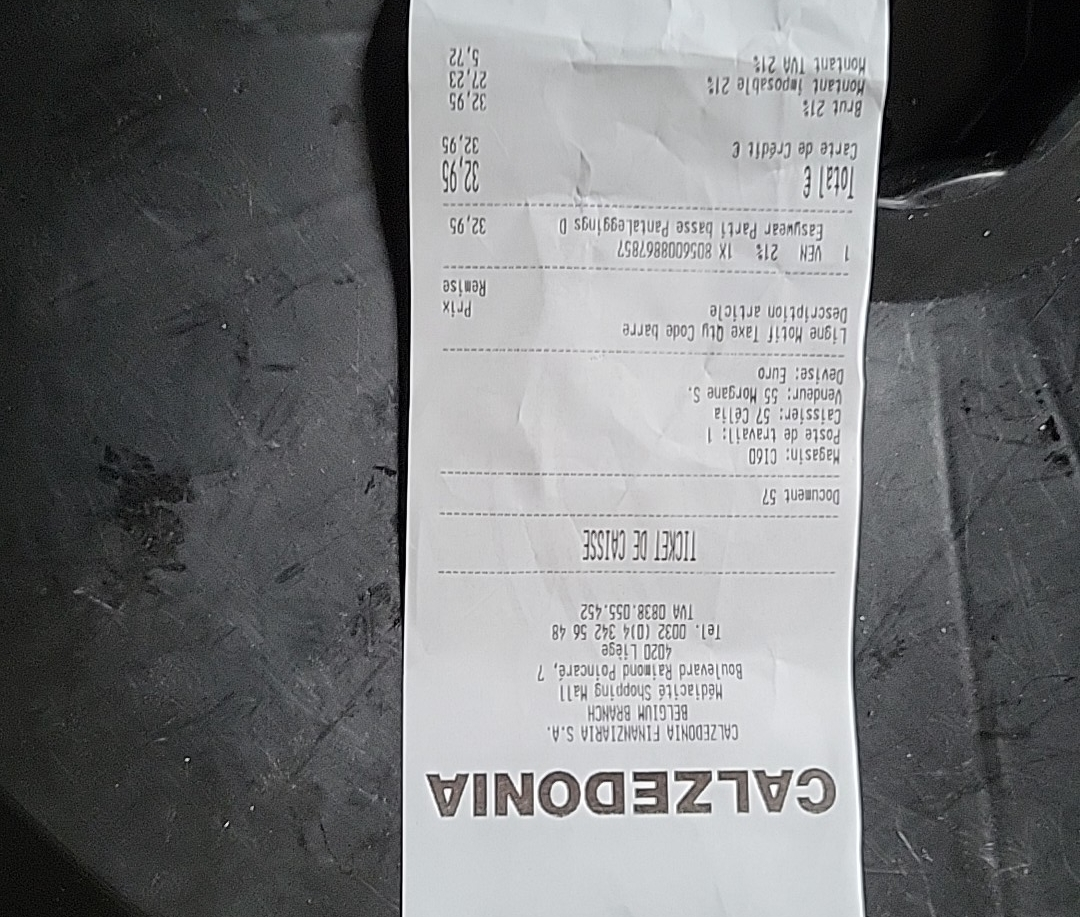 CALZEDONIA
CALZEDONIA FINANZIARIA S.A.
BELGIUM BRANCH
Médiacité Shopping Mall
Boulevard Raimond Poincaré, 7
4020 Liège
Tel. 0032 (0)4 342 56 48
TVA 0838.055.452
TICKET DE CAISSE
Document 57
Magasin: CI6D
Poste de travail: 1
Caissier: 57 Célia
Vendeur: 55 Morgane S.
Devise: Euro
Ligne Motif Taxe Qty Code barre
Description article Prix
Remise
1 VEN 21% 1X 8056008867857
Easywear Parti basse PantaLeggings D 32,95
Total € 32,95
Carte de Crédit € 32,95
Brut 21% 32,95
Montant imposable 21% 27,23
Montant TVA 21% 5,72